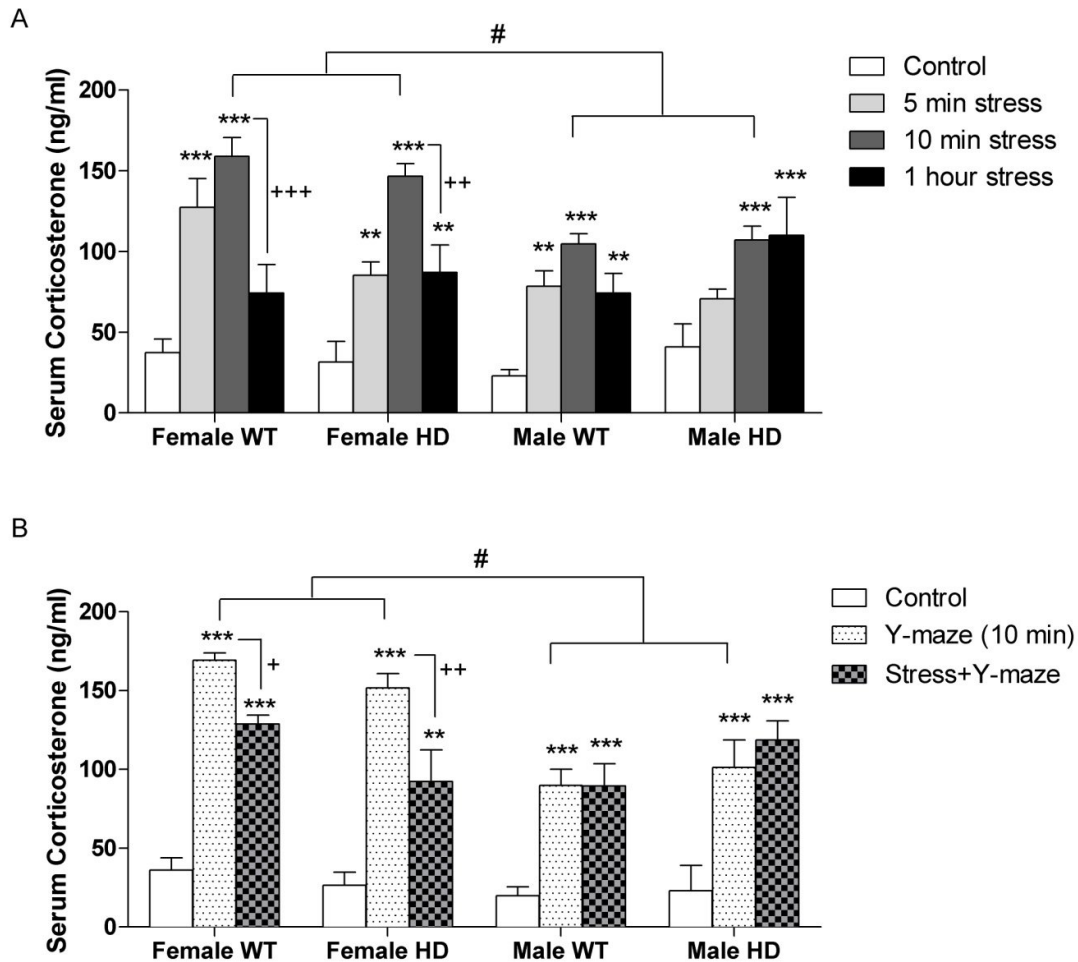 A
#
Serum Corticosterone (ng/ml)
200
150
100
50
0
*** *** +++
** *** ++ **
** *** **
*** ***
Female WT Female HD Male WT Male HD
Control
5 min stress
10 min stress
1 hour stress
B
#
Serum Corticosterone (ng/ml)
200
150
100
50
0
*** + ***
*** ++ **
*** ***
*** ***
Female WT Female HD Male WT Male HD
Control
Y-maze (10 min)
Stress+Y-maze